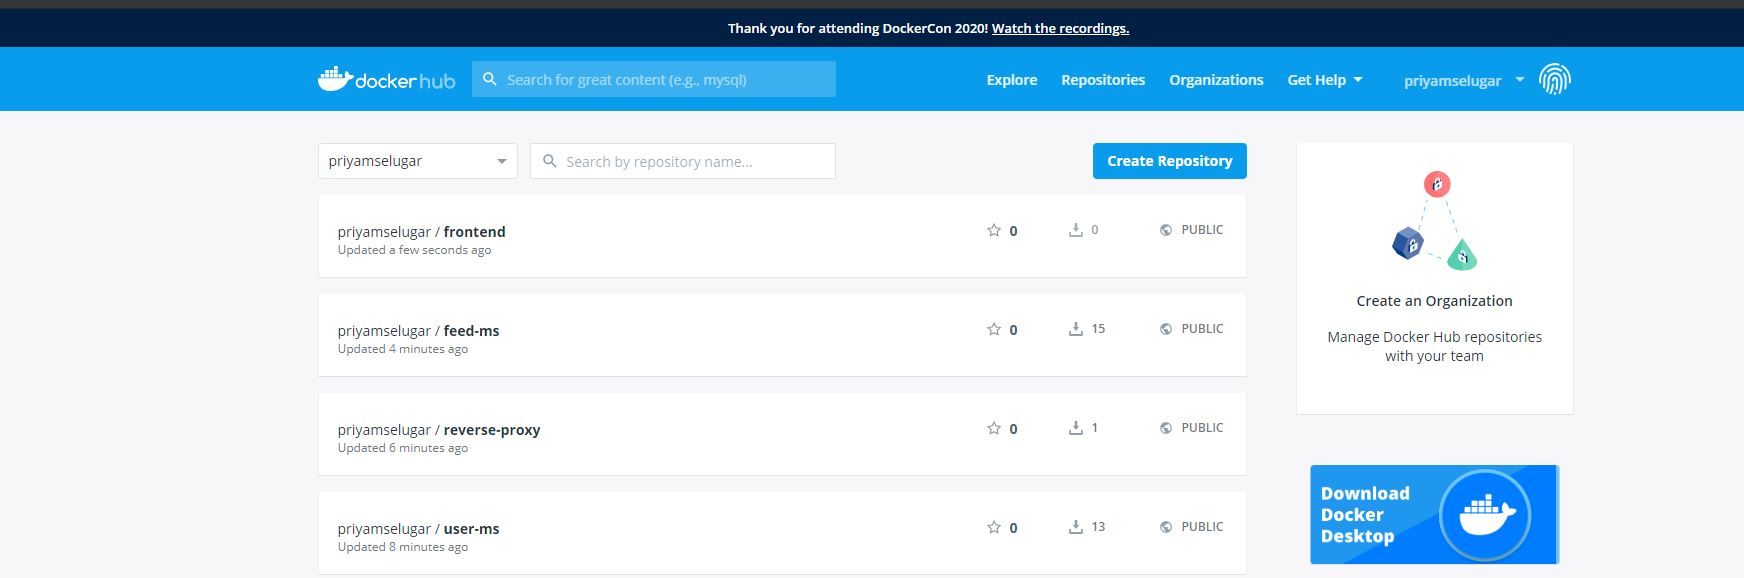 Thank you for attending DockerCon 2020! Watch the recordings.
docker hub
Search for great content (e.g., mysql)
Explore
Repositories
Organizations
Get Help
priyamselugar
priyamselugar
Search by repository name...
Create Repository
priyamselugar / frontend
Updated a few seconds ago
0
0
PUBLIC
priyamselugar / feed-ms
Updated 4 minutes ago
0
15
PUBLIC
priyamselugar / reverse-proxy
Updated 6 minutes ago
0
1
PUBLIC
priyamselugar / user-ms
Updated 8 minutes ago
0
13
PUBLIC
Create an Organization
Manage Docker Hub repositories
with your team
Download
Docker
Desktop